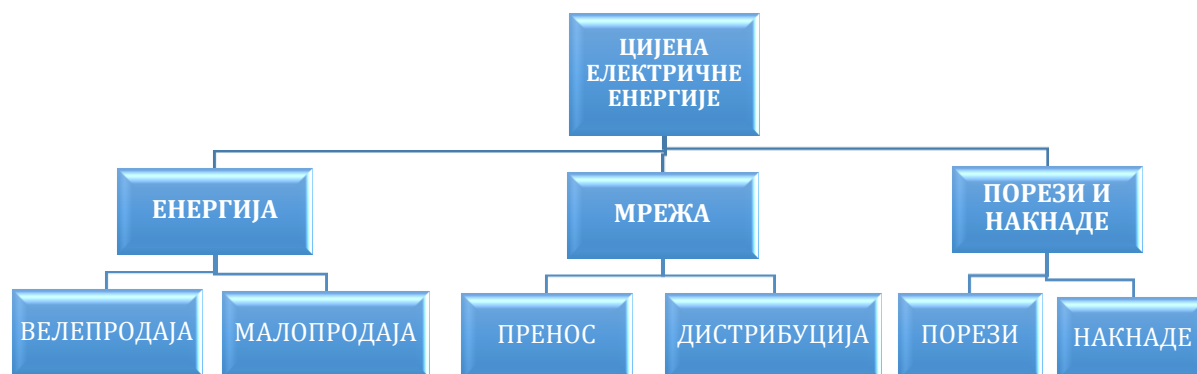 ЦИЈЕНА
ЕЛЕКТРИЧНЕ
ЕНЕРГИЈЕ
ЕНЕРГИЈА
МРЕЖА
ПОРЕЗИ И
НАКНАДЕ
ВЕЛЕПРОДАЈА
МАЛОПРОДАЈА
ПРЕНОС
ДИСТРИБУЦИЈА
ПОРЕЗИ
НАКНАДЕ